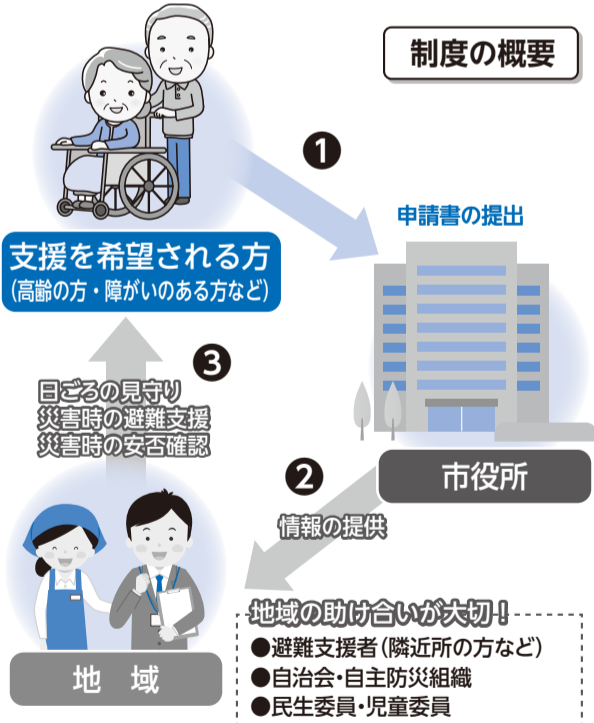 制度の概要
❶
申請書の提出
支援を希望される方
(高齢の方・障がいのある方など)
❸
日ごろの見守り
災害時の避難支援
災害時の安否確認
市役所
❷
情報の提供
地域
地域の助け合いが大切！
●避難支援者(隣近所の方など)
●自治会・自主防災組織
●民生委員・児童委員